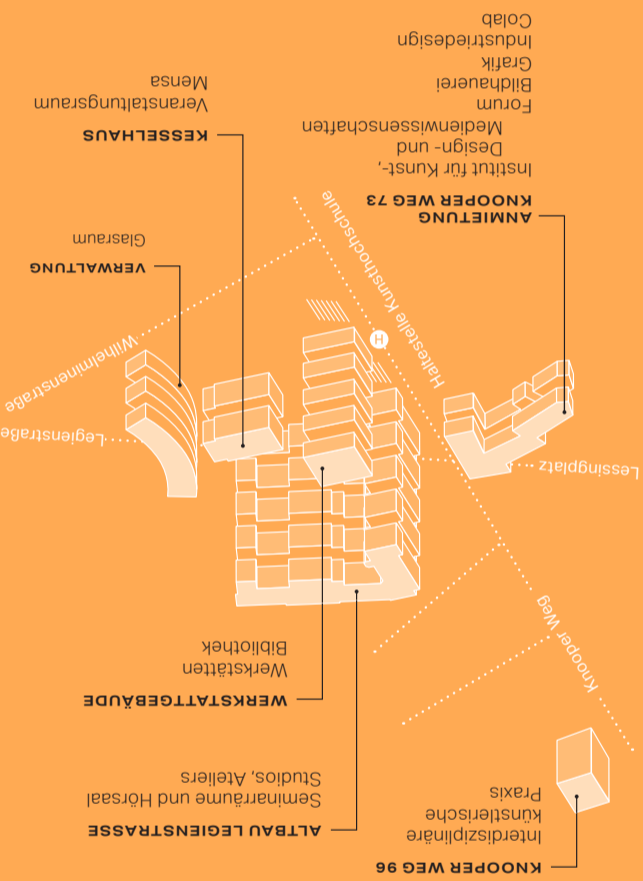 KNOOPER WEG 96
Interdisziplinäre
künstlerische
Praxis
ALTBAU LEGIENSTRASSE
Seminarräume und Hörsaal
Studios, Ateliers
WERKSTATTGEBÄUDE
Werkstätten
Bibliothek
Knooper Weg
Lessingplatz
Legienstraße
Wilhelminenstraße
H
Haltestelle Kunsthochschule
VERWALTUNG
Glasraum
ANMIETUNG
KNOOPER WEG 73
Institut für Kunst-,
Design- und
Medienwissenschaften
Forum
Bildhauerei
Grafik
Industriedesign
Colab
KESSELHAUS
Veranstaltungsraum
Mensa